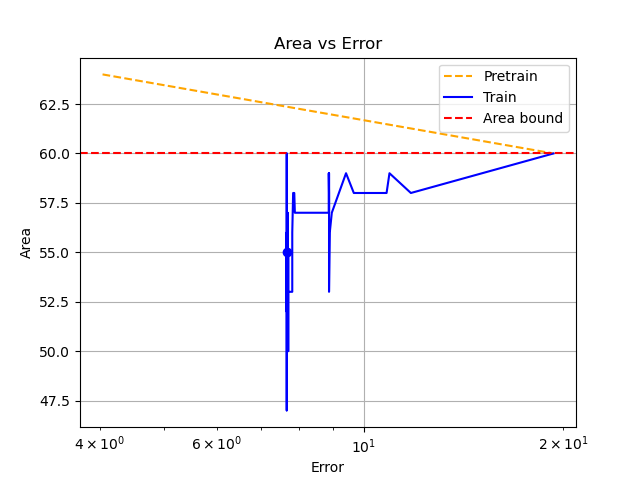 Area vs Error
Pretrain
Train
Area bound
62.5
60.0
57.5
55.0
52.5
50.0
47.5
Area
4 × 10⁰
6 × 10⁰
10¹
2 × 10¹
Error